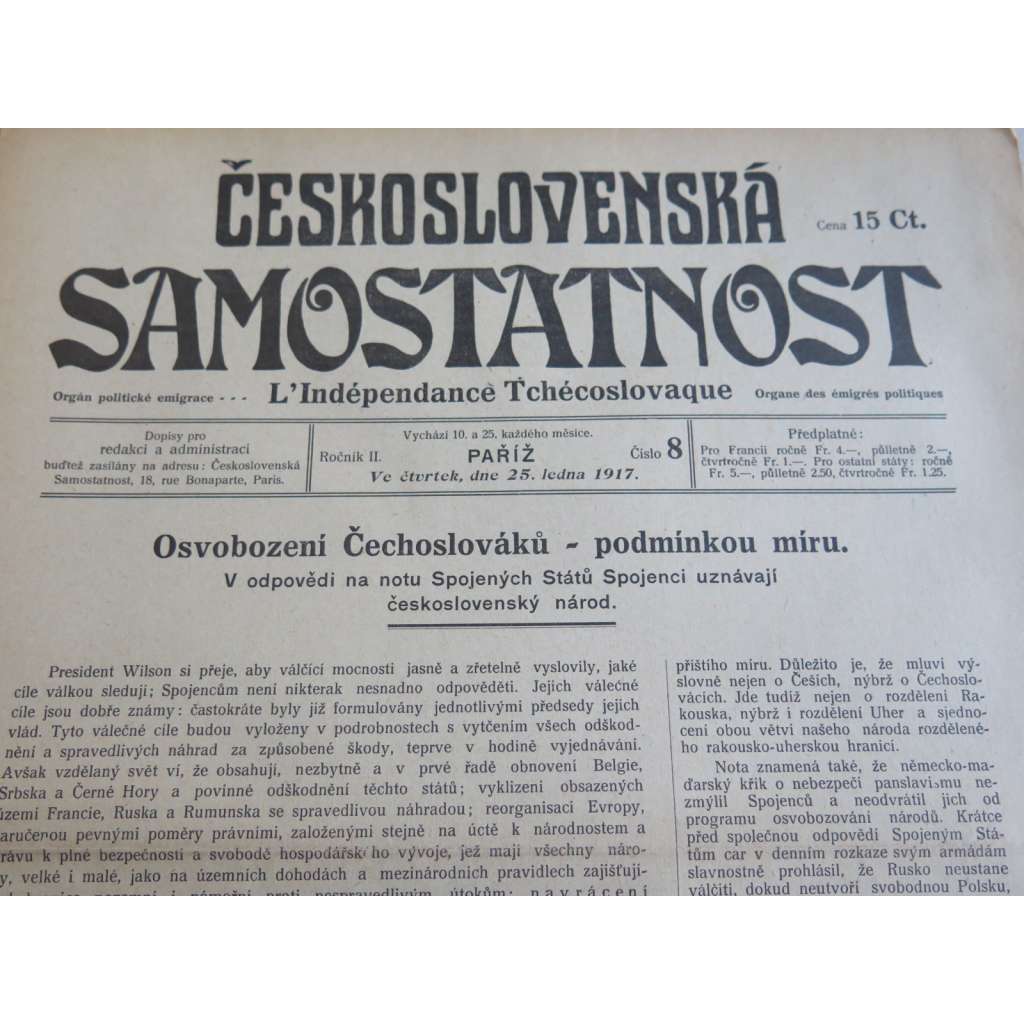 ČESKOSLOVENSKÁ
Cena 15 Ct.
SAMOSTATNOST
Orgán politické emigrace - - -
L'Indépendance Tchécoslovaque
Organe des émigrés politiques
Dopisy pro
redakci a administraci
buďtež zasílány na adresu: Československá
Samostatnost, 18, rue Bonaparte, Paris.
Vychází 10. a 25. každého měsíce.
Ročník II. PAŘÍŽ Číslo 8
Ve čtvrtek, dne 25. ledna 1917.
Předplatné:
Pro Francii ročně Fr. 4.—, půlletně 2.—,
čtvrtročně Fr. 1.—. Pro ostatní státy: ročně
Fr. 5.—, půlletně 2.50, čtvrtročně Fr. 1.25.
Osvobození Čechoslováků - podmínkou míru.
V odpovědi na notu Spojených Států Spojenci uznávají
československý národ.
President Wilson si přeje, aby válčící mocnosti jasně a zřetelně vyslovily, jaké
cíle válkou sledují; Spojencům není nikterak nesnadno odpověděti. Jejich válečné
cíle jsou dobře známy: častokráte byly již formulovány jednotlivými předsedy jejich
vlád. Tyto válečné cíle budou vyloženy v podrobnostech s vytčením všech odškod-
nění a spravedlivých náhrad za způsobené škody, teprve v hodině vyjednávání.
Avšak vzdělaný svět ví, že obsahují, nezbytně a v prvé řadě obnovení Belgie,
Srbska a Černé Hory a povinné odškodnění těchto států; vyklizení obsazených
území Francie, Ruska a Rumunska se spravedlivou náhradou; reorganisaci Evropy,
aručenou pevnými poměry právními, založenými stejně na úctě k národnostem a
rávu k plné bezpečnosti a svobodě hospodářsk ho vývoje, jež mají všechny náro-
y, velké i malé, jako na územních dohodách a mezinárodních pravidlech zajišťují-
pozemní i námořní proti nespravedlivým útokům; navrácení
příštího míru. Důležito je, že mluví vý-
slovně nejen o Češích, nýbrž o Čechoslo-
vácích. Jde tudíž nejen o rozdělení Ra-
kouska, nýbrž i rozdělení Uher a sjedno-
cení obou větví našeho národa rozděléné-
ho rakousko-uherskou hranicí.
Nota znamená také, že německo-ma-
ďarský křik o nebezpečí panslavismu ne-
zmýlil Spojenců a neodvrátil jich od
programu osvobozování národů. Krátce
před společnou odpovědí Spojeným Stá-
tům car v denním rozkaze svým armádám
slavnostně prohlásil, že Rusko neustane
válčiti, dokud neutvoří svobodnou Polsku,